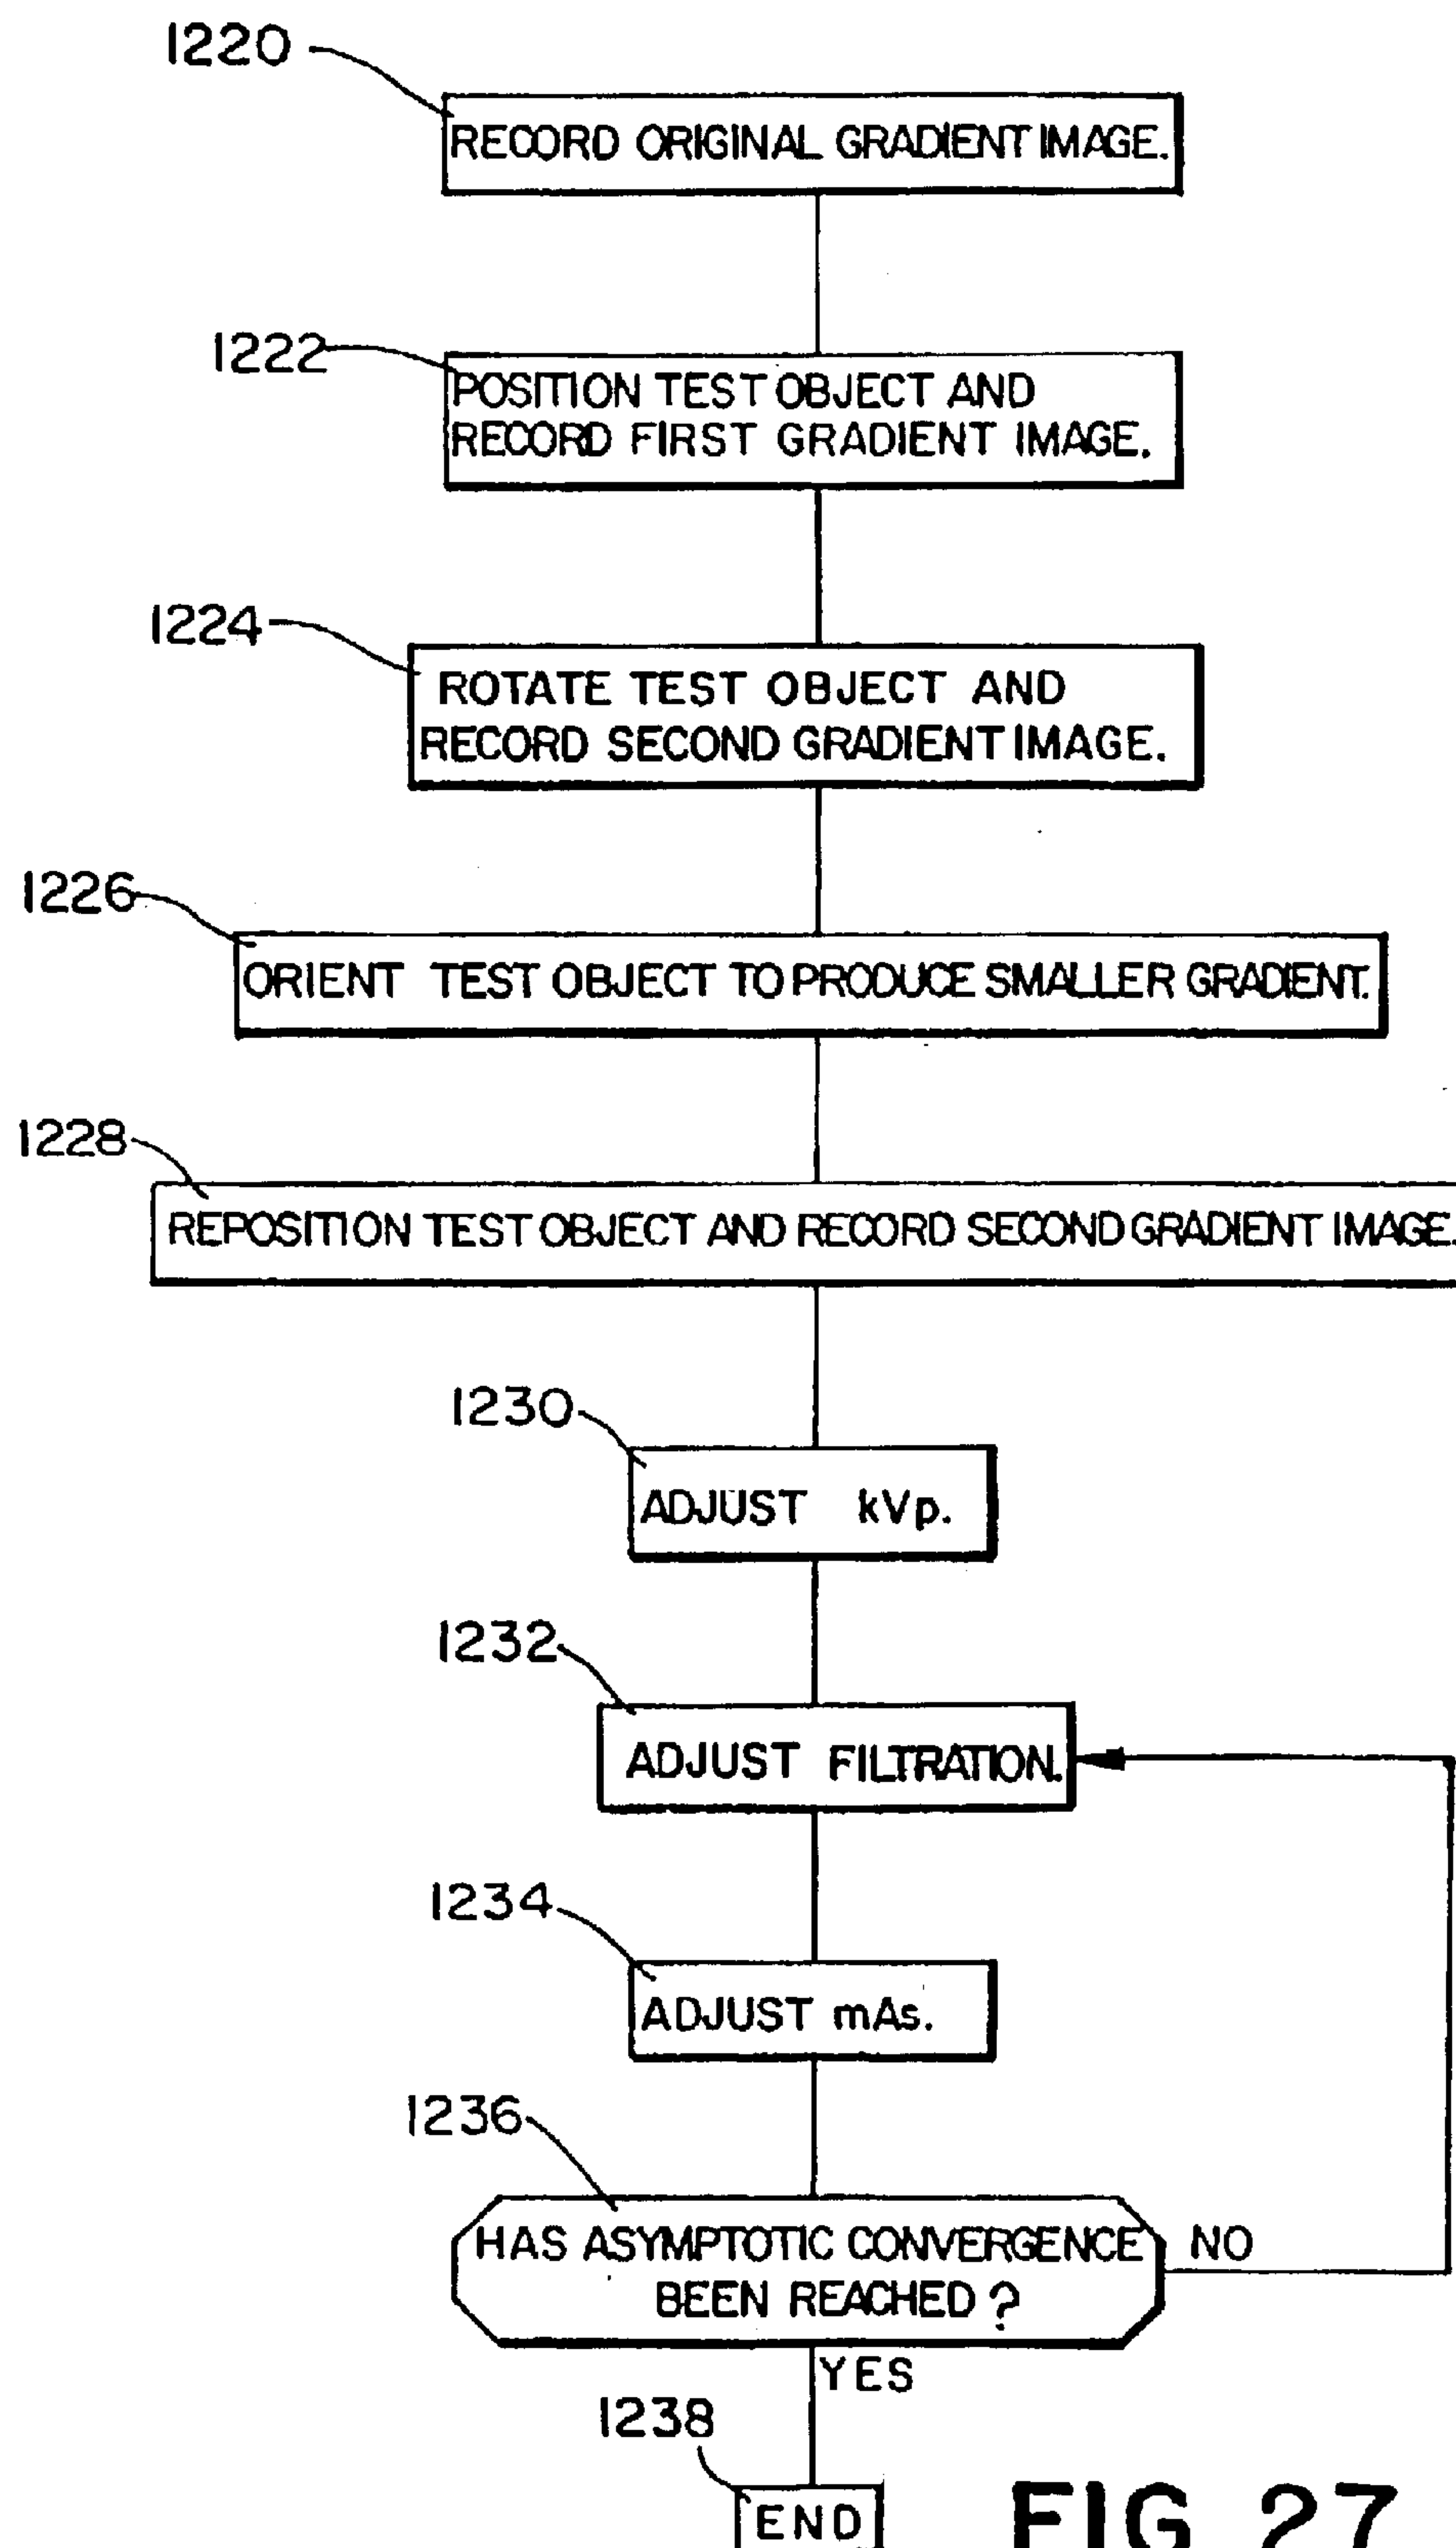 1220
RECORD ORIGINAL GRADIENT IMAGE.
1222
POSITION TEST OBJECT AND
RECORD FIRST GRADIENT IMAGE.
1224
ROTATE TEST OBJECT AND
RECORD SECOND GRADIENT IMAGE.
1226
ORIENT TEST OBJECT TO PRODUCE SMALLER GRADIENT.
1228
REPOSITION TEST OBJECT AND RECORD SECOND GRADIENT IMAGE.
1230
ADJUST kVp.
1232
ADJUST FILTRATION.
1234
ADJUST mAs.
1236
HAS ASYMPTOTIC CONVERGENCE
BEEN REACHED?
NO
YES
1238
END
FIG 27